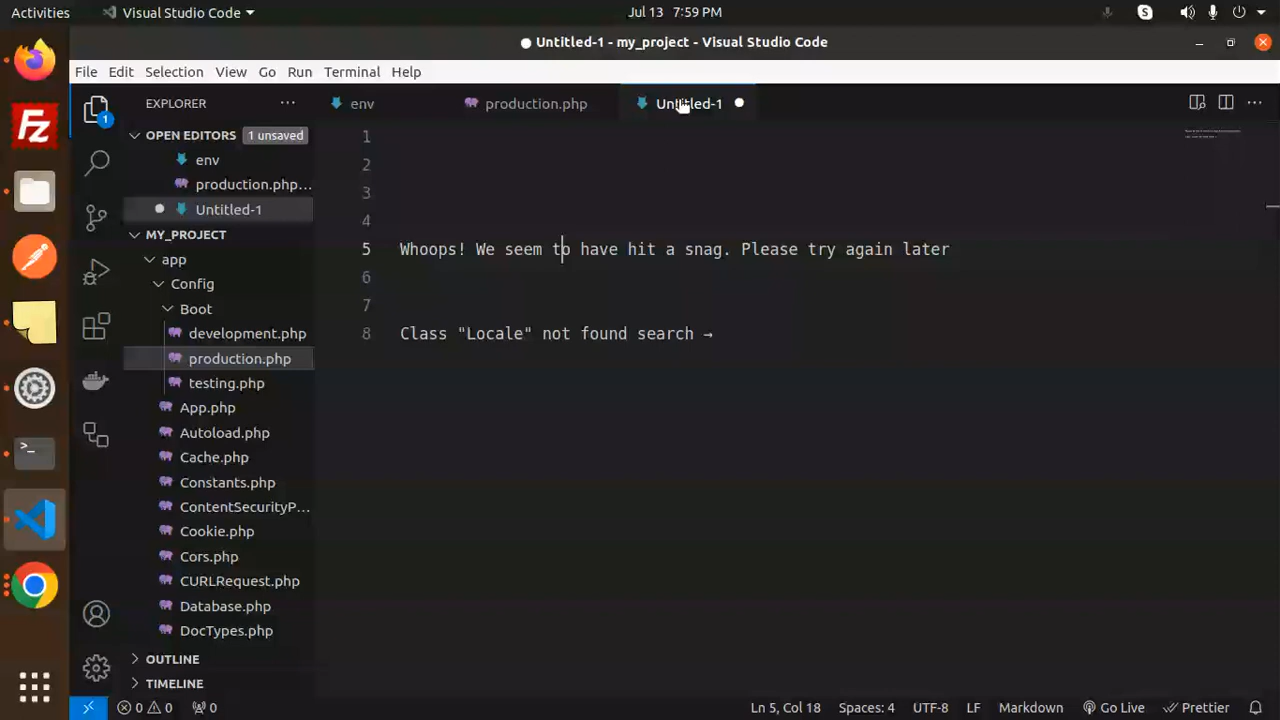 Activities
Visual Studio Code
Jul 13 7:59 PM
Untitled-1 - my_project - Visual Studio Code
File Edit Selection View Go Run Terminal Help
EXPLORER
env
production.php
Untitled-1
OPEN EDITORS
1 unsaved
env
production.php...
Untitled-1
MY_PROJECT
app
Config
Boot
development.php
production.php
testing.php
App.php
Autoload.php
Cache.php
Constants.php
ContentSecurityP...
Cookie.php
Cors.php
CURLRequest.php
Database.php
DocTypes.php
OUTLINE
TIMELINE
1
2
3
4
5 Whoops! We seem to have hit a snag. Please try again later
6
7
8 Class "Locale" not found search →
0 0 0
Ln 5, Col 18 Spaces: 4 UTF-8 LF Markdown Go Live Prettier